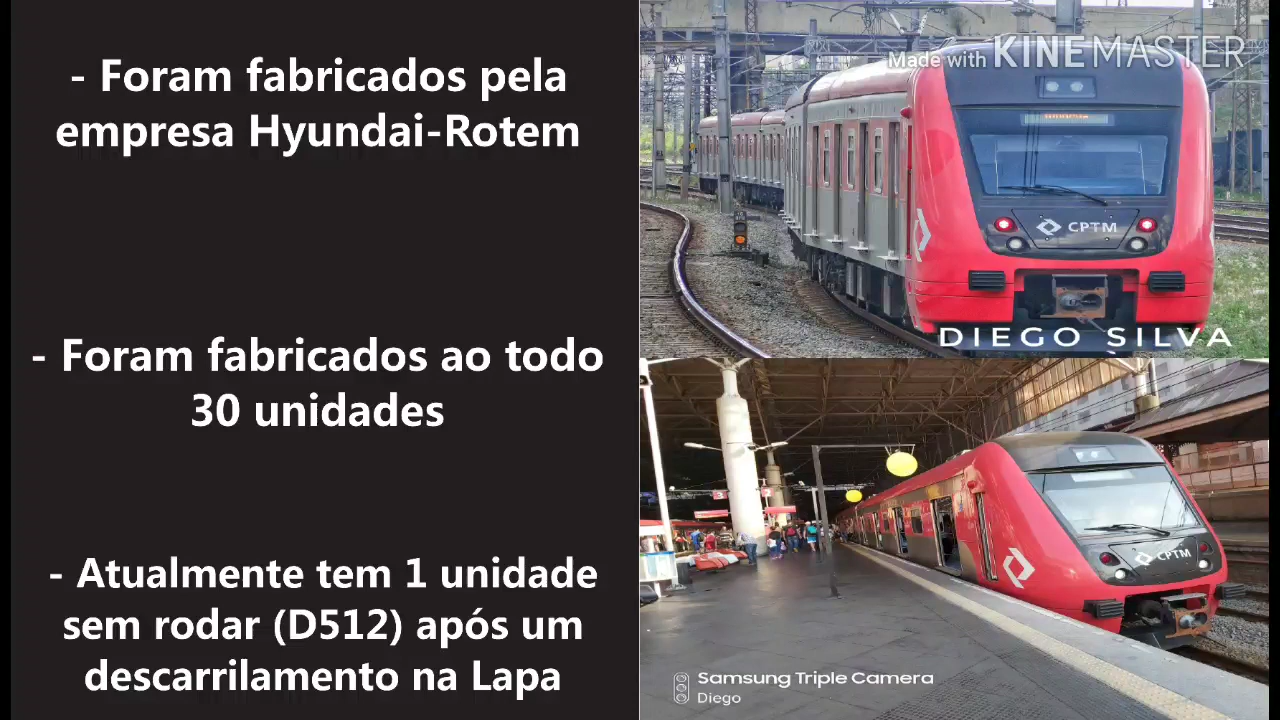 - Foram fabricados pela
empresa Hyundai-Rotem
- Foram fabricados ao todo
30 unidades
- Atualmente tem 1 unidade
sem rodar (D512) após um
descarrilamento na Lapa
Made with KINEMASTER
CPTM
DIEGO SILVA
CPTM
Samsung Triple Camera
Diego